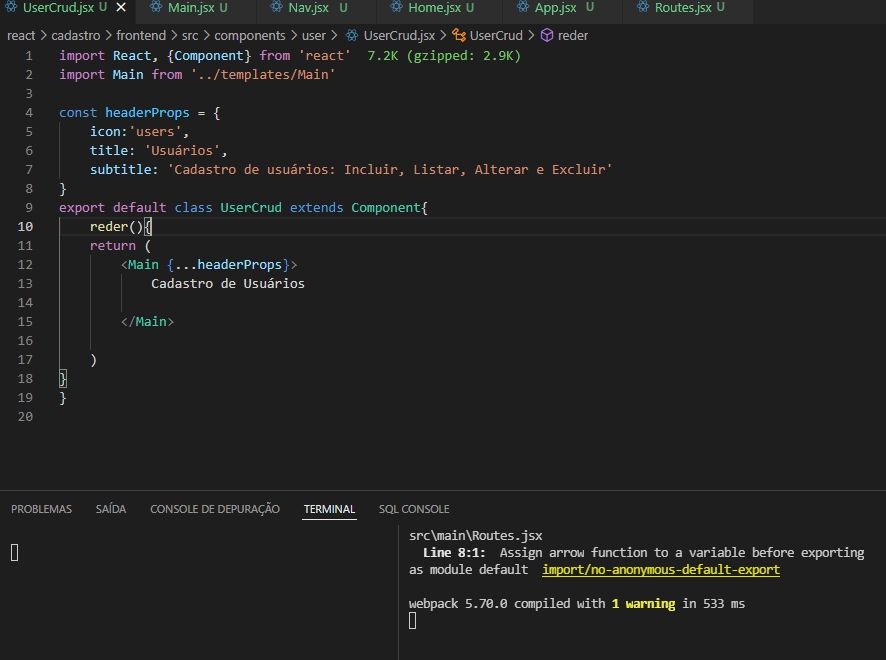 UserCrud.jsx U × Main.jsx U Nav.jsx U Home.jsx U App.jsx U Routes.jsx U
react > cadastro > frontend > src > components > user > UserCrud.jsx > UserCrud > reder
1 import React, {Component} from 'react' 7.2K (gzipped: 2.9K)
2 import Main from '../templates/Main'
3
4 const headerProps = {
5 icon:'users',
6 title: 'Usuários',
7 subtitle: 'Cadastro de usuários: Incluir, Listar, Alterar e Excluir'
8 }
9 export default class UserCrud extends Component{
10 reder(){
11 return (
12 <Main {...headerProps}>
13 Cadastro de Usuários
14
15 </Main>
16
17 )
18 }
19 }
20
PROBLEMAS SAÍDA CONSOLE DE DEPURAÇÃO TERMINAL SQL CONSOLE
src\main\Routes.jsx
Line 8:1: Assign arrow function to a variable before exporting
as module default import/no-anonymous-default-export
webpack 5.70.0 compiled with 1 warning in 533 ms